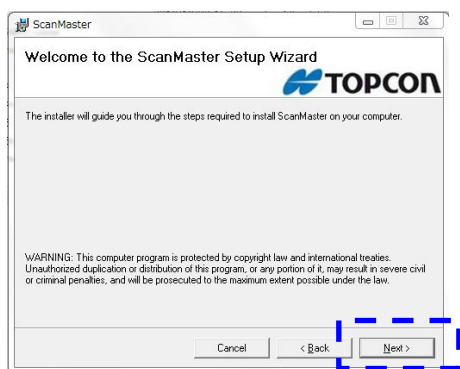 ScanMaster
Welcome to the ScanMaster Setup Wizard
TOPCON
The installer will guide you through the steps required to install ScanMaster on your computer.
WARNING: This computer program is protected by copyright law and international treaties.
Unauthorized duplication or distribution of this program, or any portion of it, may result in severe civil
or criminal penalties, and will be prosecuted to the maximum extent possible under the law.
Cancel
< Back
Next >